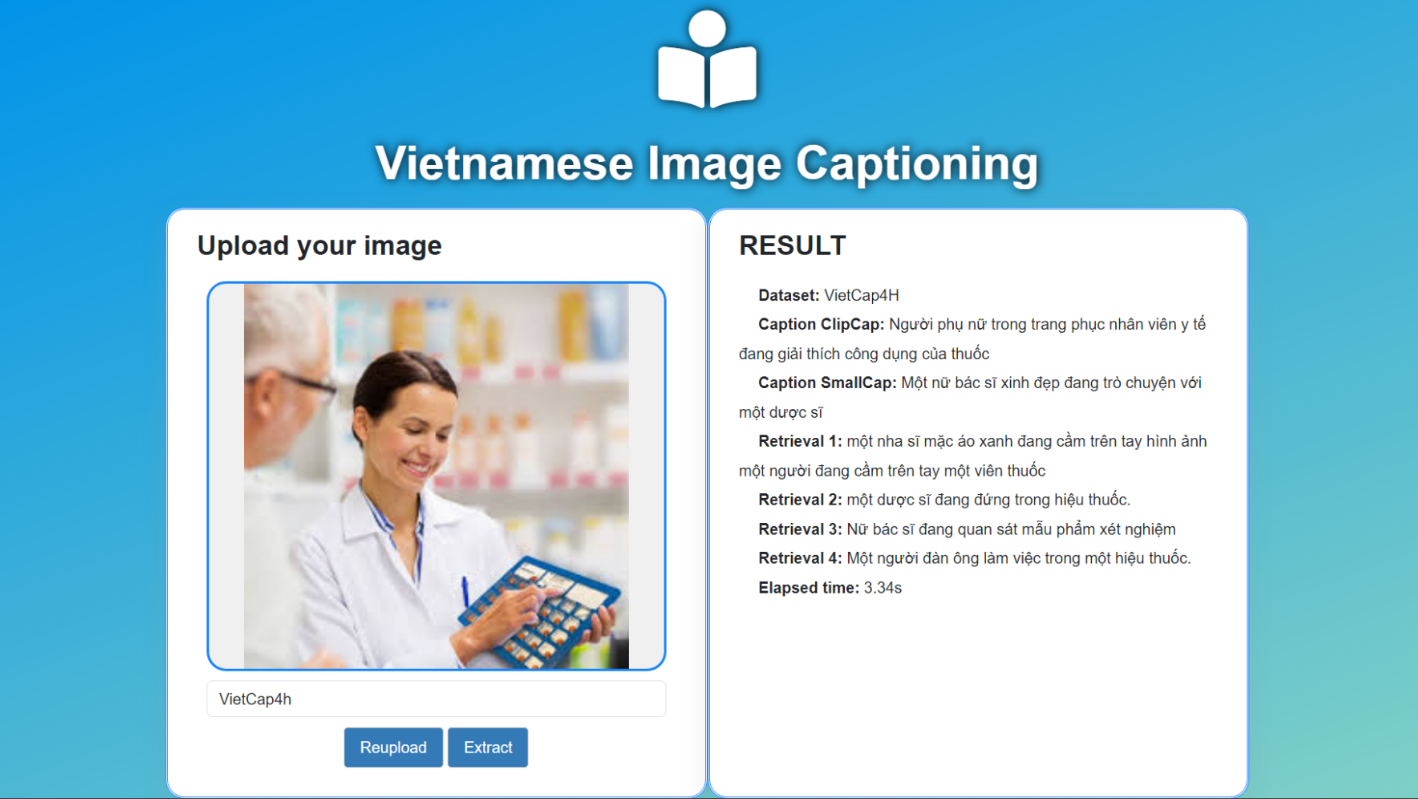 Vietnamese Image Captioning
Upload your image
VietCap4h
Reupload
Extract
RESULT
Dataset: VietCap4H
Caption ClipCap: Người phụ nữ trong trang phục nhân viên y tế
đang giải thích công dụng của thuốc
Caption SmallCap: Một nữ bác sĩ xinh đẹp đang trò chuyện với
một dược sĩ
Retrieval 1: một nha sĩ mặc áo xanh đang cầm trên tay hình ảnh
một người đang cầm trên tay một viên thuốc
Retrieval 2: một dược sĩ đang đứng trong hiệu thuốc.
Retrieval 3: Nữ bác sĩ đang quan sát mẫu phẩm xét nghiệm
Retrieval 4: Một người đàn ông làm việc trong một hiệu thuốc.
Elapsed time: 3.34s